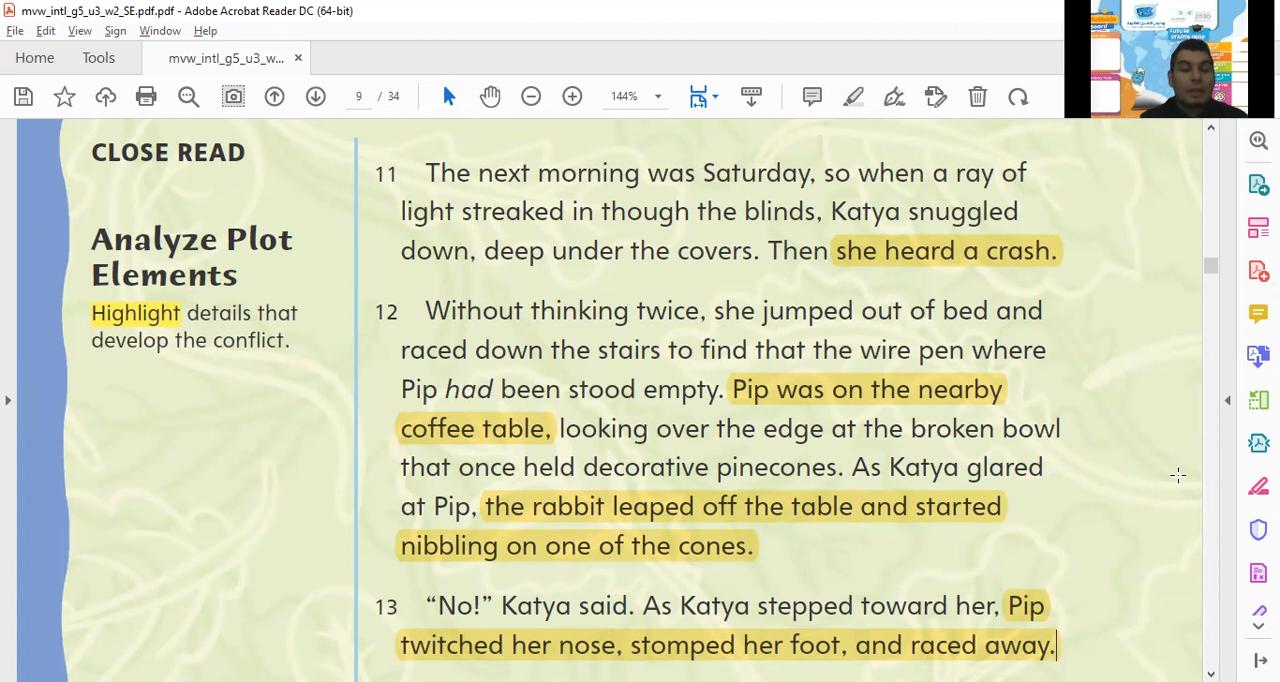 mvw_intl_g5_u3_w2_SE.pdf.pdf - Adobe Acrobat Reader DC (64-bit)
File Edit View Sign Window Help
Home Tools mvw_intl_g5_u3_w... ×
9 / 34 144%
CLOSE READ
Analyze Plot
Elements
Highlight details that
develop the conflict.
11 The next morning was Saturday, so when a ray of
light streaked in though the blinds, Katya snuggled
down, deep under the covers. Then she heard a crash.
12 Without thinking twice, she jumped out of bed and
raced down the stairs to find that the wire pen where
Pip had been stood empty. Pip was on the nearby
coffee table, looking over the edge at the broken bowl
that once held decorative pinecones. As Katya glared
at Pip, the rabbit leaped off the table and started
nibbling on one of the cones.
13 “No!” Katya said. As Katya stepped toward her, Pip
twitched her nose, stomped her foot, and raced away.